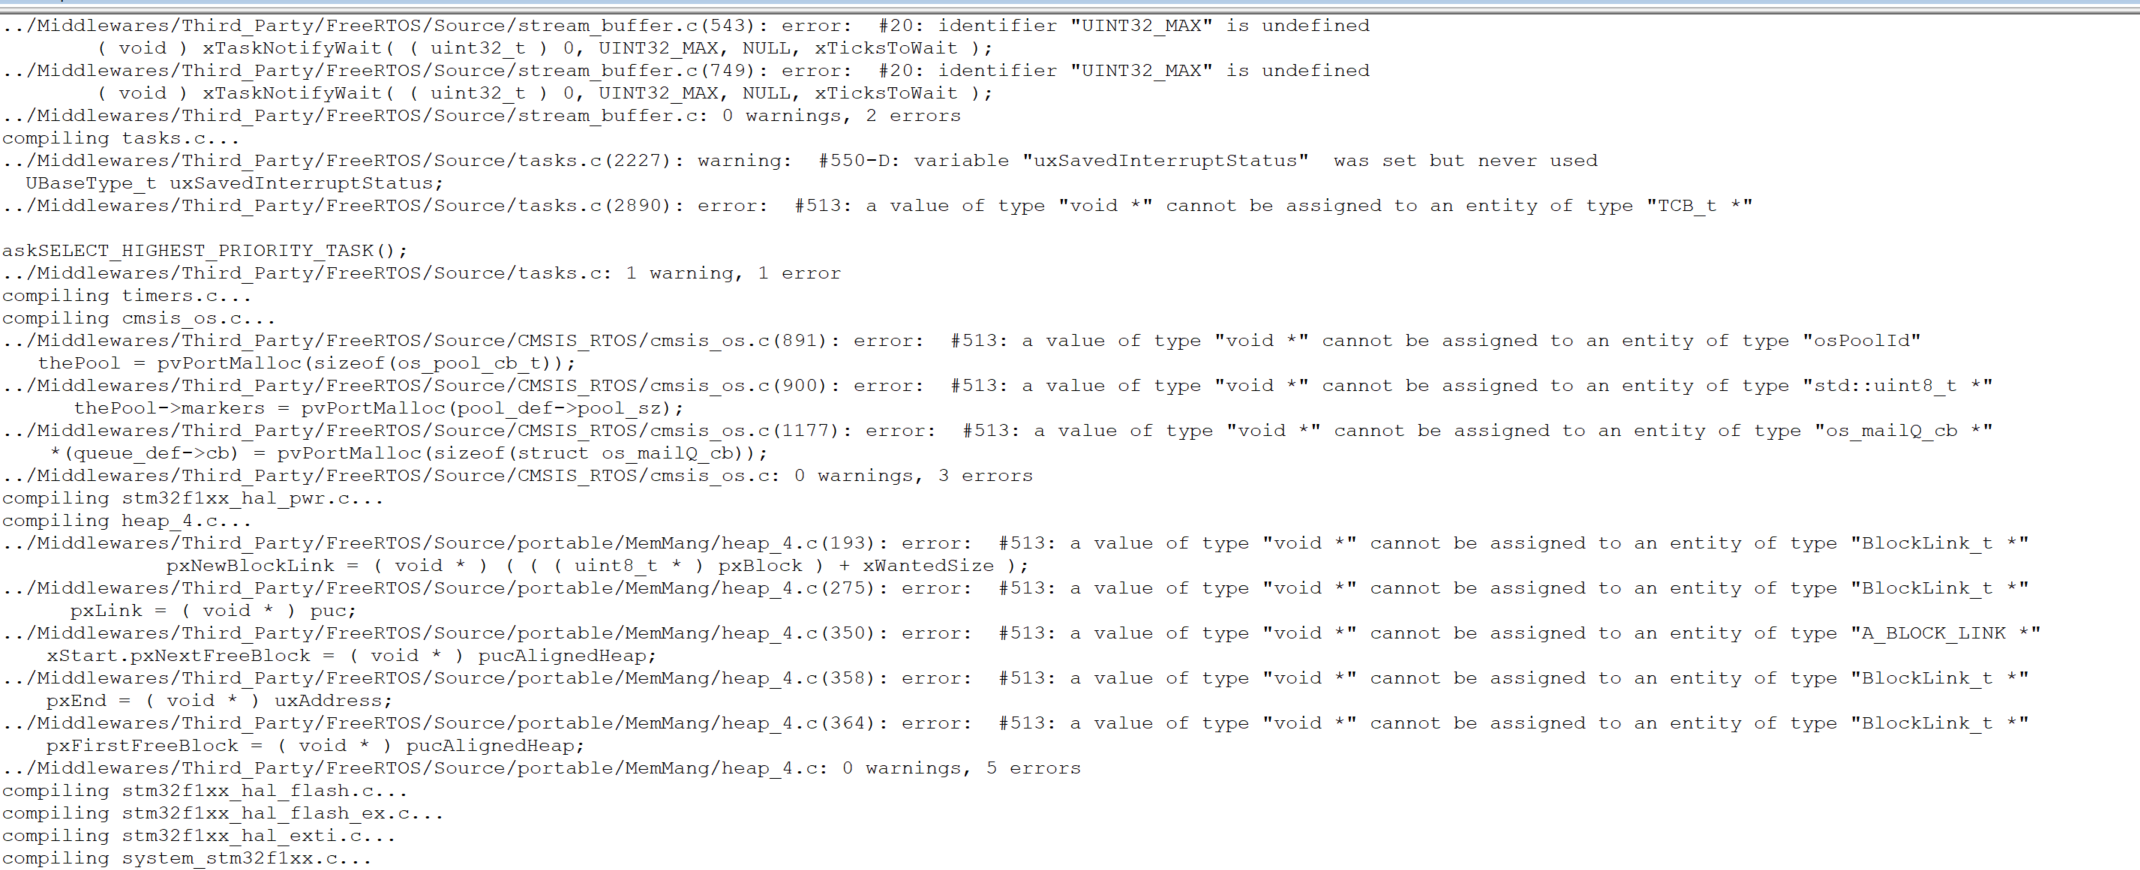 ../Middlewares/Third_Party/FreeRTOS/Source/stream_buffer.c(543): error:  #20: identifier "UINT32_MAX" is undefined
( void ) xTaskNotifyWait( ( uint32_t ) 0, UINT32_MAX, NULL, xTicksToWait );
../Middlewares/Third_Party/FreeRTOS/Source/stream_buffer.c(749): error:  #20: identifier "UINT32_MAX" is undefined
( void ) xTaskNotifyWait( ( uint32_t ) 0, UINT32_MAX, NULL, xTicksToWait );
../Middlewares/Third_Party/FreeRTOS/Source/stream_buffer.c: 0 warnings, 2 errors
compiling tasks.c...
../Middlewares/Third_Party/FreeRTOS/Source/tasks.c(2227): warning:  #550-D: variable "uxSavedInterruptStatus"  was set but never used
UBaseType_t uxSavedInterruptStatus;
../Middlewares/Third_Party/FreeRTOS/Source/tasks.c(2890): error:  #513: a value of type "void *" cannot be assigned to an entity of type "TCB_t *"
askSELECT_HIGHEST_PRIORITY_TASK();
../Middlewares/Third_Party/FreeRTOS/Source/tasks.c: 1 warning, 1 error
compiling timers.c...
compiling cmsis_os.c...
../Middlewares/Third_Party/FreeRTOS/Source/CMSIS_RTOS/cmsis_os.c(891): error:  #513: a value of type "void *" cannot be assigned to an entity of type "osPoolId"
thePool = pvPortMalloc(sizeof(os_pool_cb_t));
../Middlewares/Third_Party/FreeRTOS/Source/CMSIS_RTOS/cmsis_os.c(900): error:  #513: a value of type "void *" cannot be assigned to an entity of type "std::uint8_t *"
thePool->markers = pvPortMalloc(pool_def->pool_sz);
../Middlewares/Third_Party/FreeRTOS/Source/CMSIS_RTOS/cmsis_os.c(1177): error:  #513: a value of type "void *" cannot be assigned to an entity of type "os_mailQ_cb *"
*(queue_def->cb) = pvPortMalloc(sizeof(struct os_mailQ_cb));
../Middlewares/Third_Party/FreeRTOS/Source/CMSIS_RTOS/cmsis_os.c: 0 warnings, 3 errors
compiling stm32f1xx_hal_pwr.c...
compiling heap_4.c...
../Middlewares/Third_Party/FreeRTOS/Source/portable/MemMang/heap_4.c(193): error:  #513: a value of type "void *" cannot be assigned to an entity of type "BlockLink_t *"
pxNewBlockLink = ( void * ) ( ( ( uint8_t * ) pxBlock ) + xWantedSize );
../Middlewares/Third_Party/FreeRTOS/Source/portable/MemMang/heap_4.c(275): error:  #513: a value of type "void *" cannot be assigned to an entity of type "BlockLink_t *"
pxLink = ( void * ) puc;
../Middlewares/Third_Party/FreeRTOS/Source/portable/MemMang/heap_4.c(350): error:  #513: a value of type "void *" cannot be assigned to an entity of type "A_BLOCK_LINK *"
xStart.pxNextFreeBlock = ( void * ) pucAlignedHeap;
../Middlewares/Third_Party/FreeRTOS/Source/portable/MemMang/heap_4.c(358): error:  #513: a value of type "void *" cannot be assigned to an entity of type "BlockLink_t *"
pxEnd = ( void * ) uxAddress;
../Middlewares/Third_Party/FreeRTOS/Source/portable/MemMang/heap_4.c(364): error:  #513: a value of type "void *" cannot be assigned to an entity of type "BlockLink_t *"
pxFirstFreeBlock = ( void * ) pucAlignedHeap;
../Middlewares/Third_Party/FreeRTOS/Source/portable/MemMang/heap_4.c: 0 warnings, 5 errors
compiling stm32f1xx_hal_flash.c...
compiling stm32f1xx_hal_flash_ex.c...
compiling stm32f1xx_hal_exti.c...
compiling system_stm32f1xx.c...